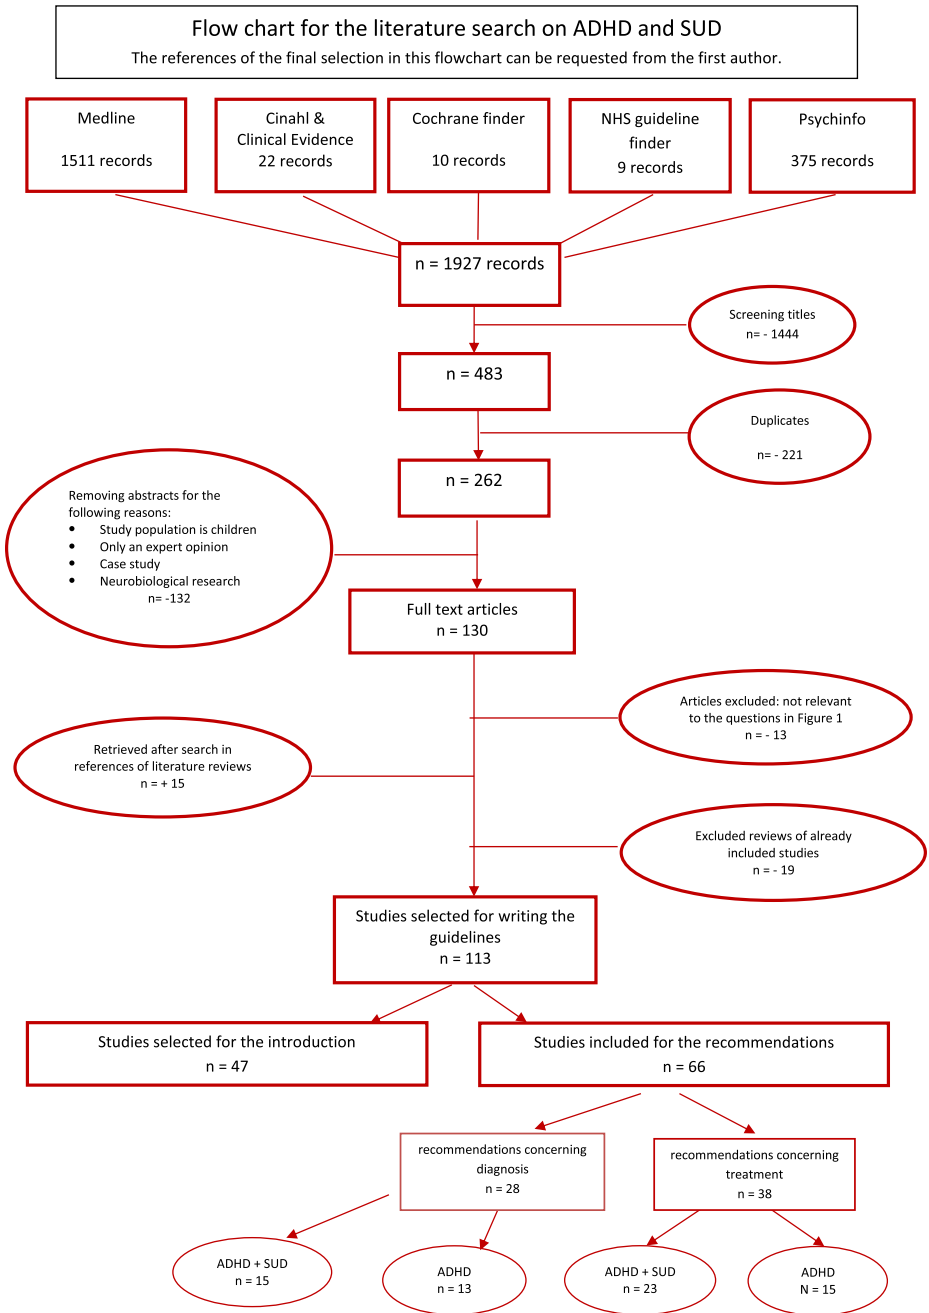 Flow chart for the literature search on ADHD and SUD
The references of the final selection in this flowchart can be requested from the first author.
Medline
1511 records
Cinahl &
Clinical Evidence
22 records
Cochrane finder
10 records
NHS guideline
finder
9 records
Psychinfo
375 records
n = 1927 records
Screening titles
n= - 1444
n = 483
Duplicates
n= - 221
n = 262
Removing abstracts for the
following reasons:
• Study population is children
• Only an expert opinion
• Case study
• Neurobiological research
n= -132
Full text articles
n = 130
Articles excluded: not relevant
to the questions in Figure 1
n = - 13
Retrieved after search in
references of literature reviews
n = + 15
Excluded reviews of already
included studies
n = - 19
Studies selected for writing the
guidelines
n = 113
Studies selected for the introduction
n = 47
Studies included for the recommendations
n = 66
recommendations concerning
diagnosis
n = 28
recommendations concerning
treatment
n = 38
ADHD + SUD
n = 15
ADHD
n = 13
ADHD + SUD
n = 23
ADHD
N = 15